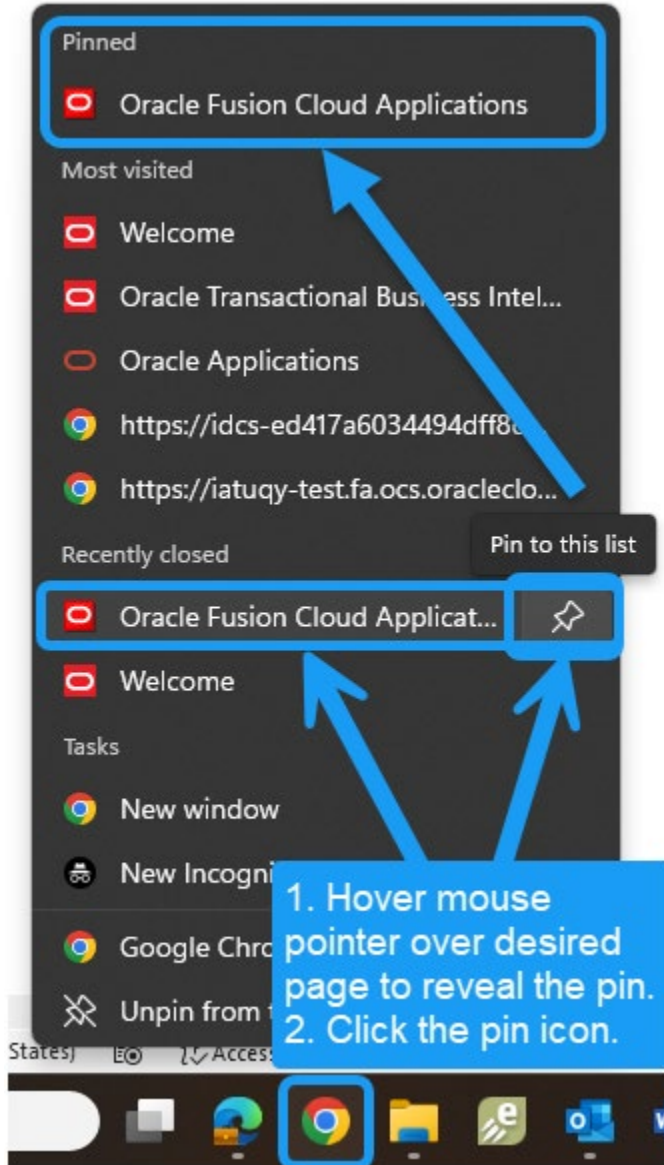 Pinned
Oracle Fusion Cloud Applications
Most visited
Welcome
Oracle Transactional Business Intel...
Oracle Applications
https://idcs-ed417a6034494dff8
https://iatuqy-test.fa.ocs.oracleclo...
Recently closed
Pin to this list
Oracle Fusion Cloud Applicat...
Welcome
Tasks
New window
New Incogni
Google Chro
Unpin from t
1. Hover mouse
pointer over desired
page to reveal the pin.
2. Click the pin icon.
States)
Access